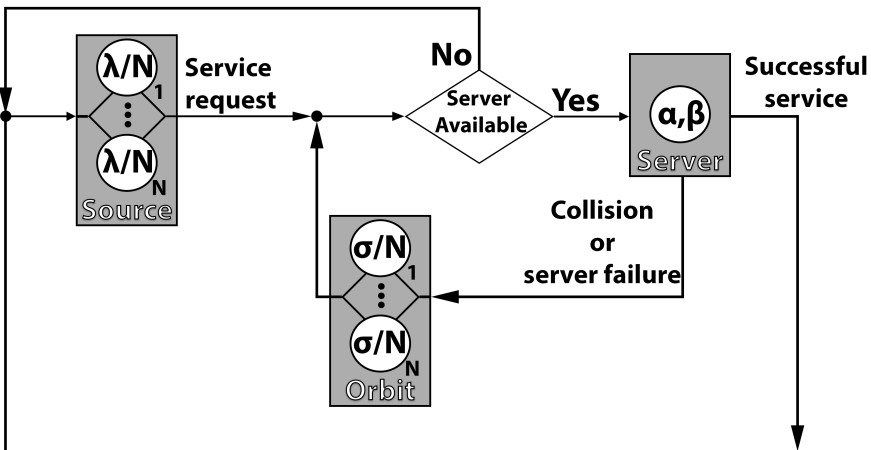 λ/N
1
λ/N
N
Source
Service
request
No
Server
Available
Yes
α,β
Server
Successful
service
Collision
or
server failure
σ/N
1
σ/N
N
Orbit